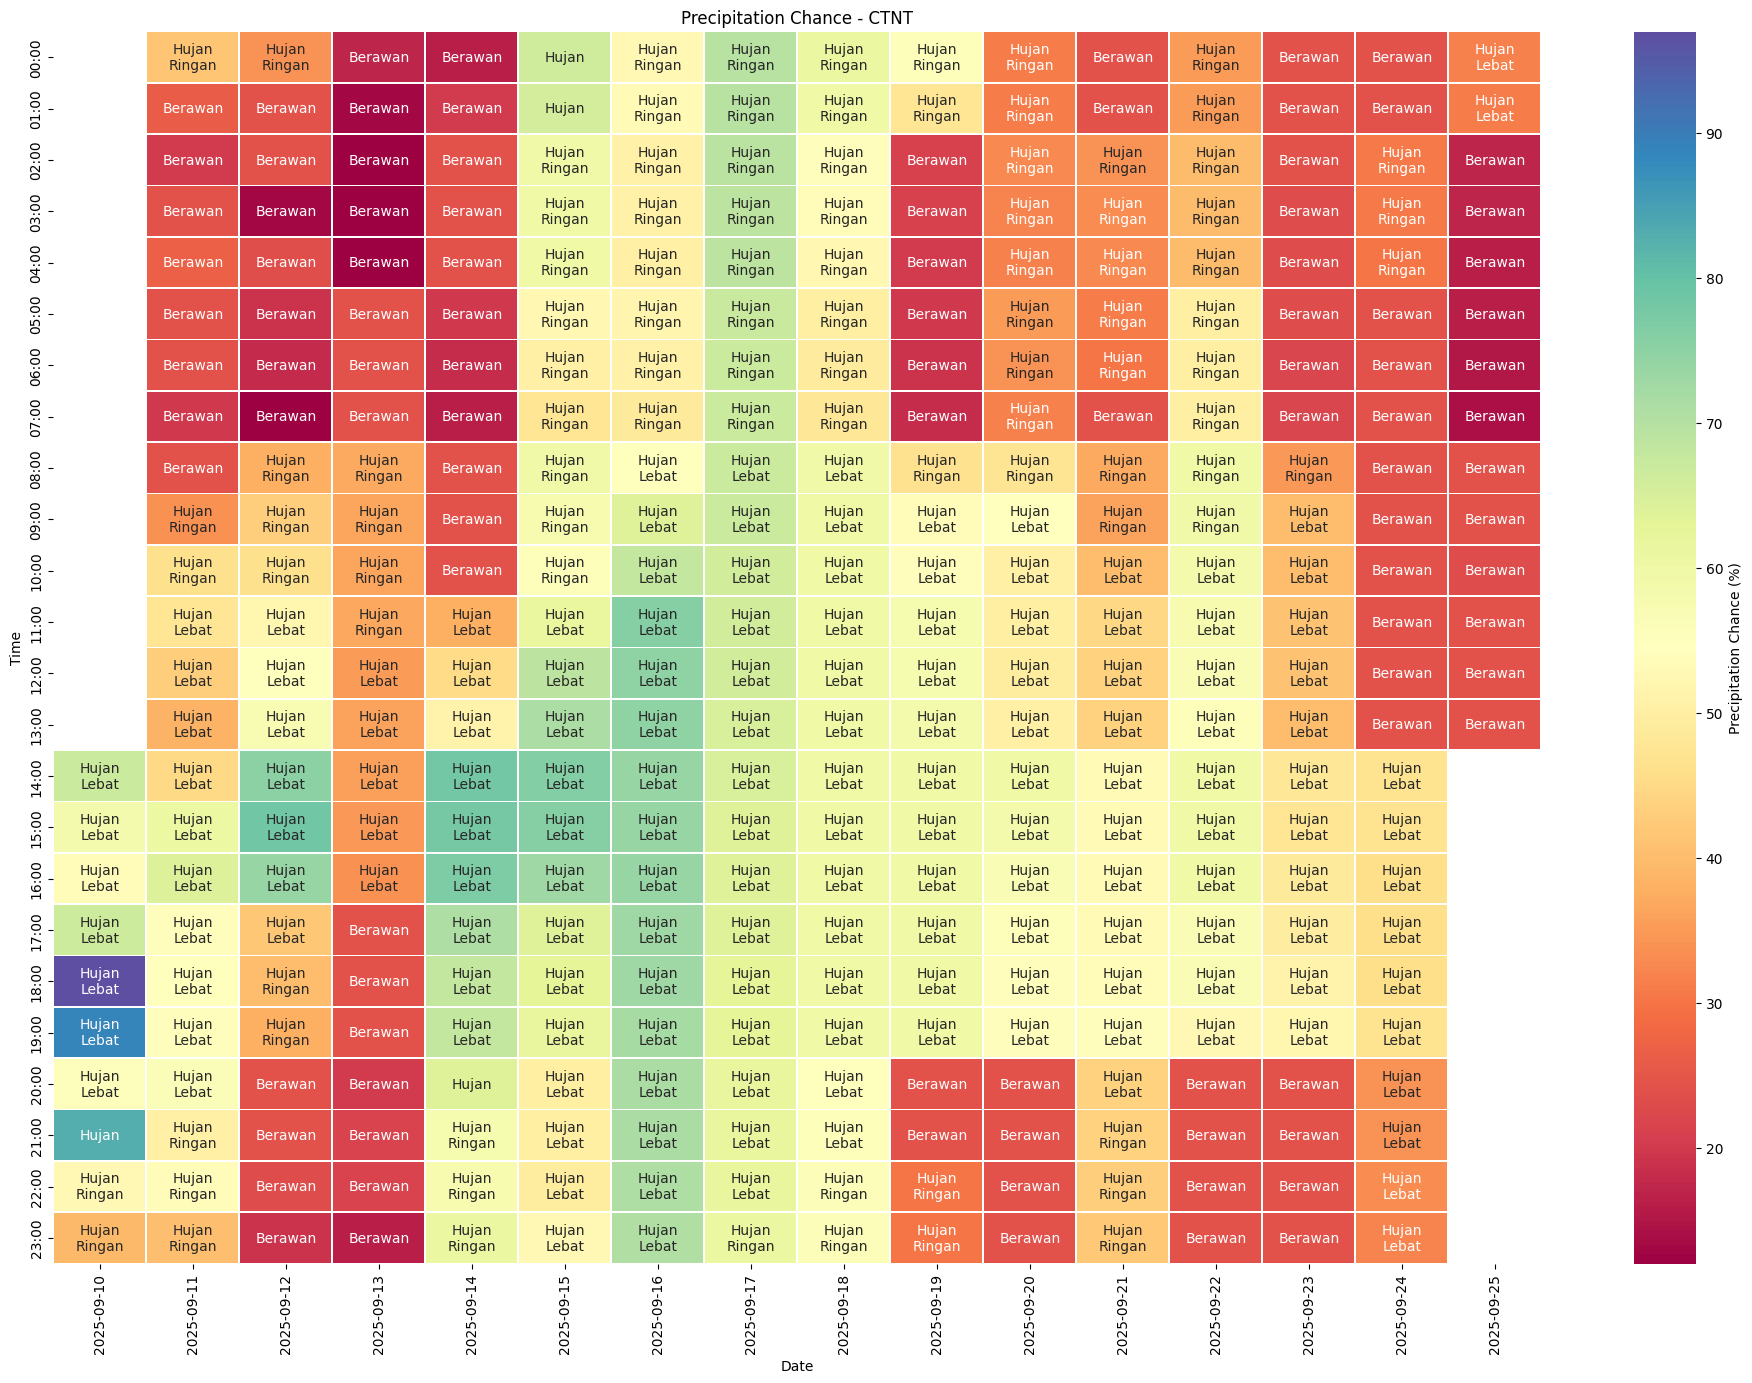 Precipitation Chance - CTNT
00:00 Hujan Ringan Hujan Ringan Berawan Berawan Hujan Hujan Ringan Hujan Ringan Hujan Ringan Hujan Ringan Hujan Ringan Berawan Hujan Ringan Berawan Berawan Hujan Lebat
01:00 Berawan Berawan Berawan Berawan Hujan Hujan Ringan Hujan Ringan Hujan Ringan Hujan Ringan Hujan Ringan Berawan Hujan Ringan Berawan Berawan Hujan Lebat
02:00 Berawan Berawan Berawan Berawan Hujan Ringan Hujan Ringan Hujan Ringan Hujan Ringan Berawan Hujan Ringan Hujan Ringan Hujan Ringan Berawan Hujan Ringan Berawan
03:00 Berawan Berawan Berawan Berawan Hujan Ringan Hujan Ringan Hujan Ringan Hujan Ringan Berawan Hujan Ringan Hujan Ringan Hujan Ringan Berawan Hujan Ringan Berawan
04:00 Berawan Berawan Berawan Berawan Hujan Ringan Hujan Ringan Hujan Ringan Hujan Ringan Berawan Hujan Ringan Hujan Ringan Hujan Ringan Berawan Hujan Ringan Berawan
05:00 Berawan Berawan Berawan Berawan Hujan Ringan Hujan Ringan Hujan Ringan Hujan Ringan Berawan Hujan Ringan Hujan Ringan Hujan Ringan Berawan Berawan Berawan
06:00 Berawan Berawan Berawan Berawan Hujan Ringan Hujan Ringan Hujan Ringan Hujan Ringan Berawan Hujan Ringan Hujan Ringan Hujan Ringan Berawan Berawan Berawan
07:00 Berawan Berawan Berawan Berawan Hujan Ringan Hujan Ringan Hujan Ringan Hujan Ringan Berawan Hujan Ringan Berawan Hujan Ringan Berawan Berawan Berawan
08:00 Berawan Hujan Ringan Hujan Ringan Berawan Hujan Ringan Hujan Lebat Hujan Lebat Hujan Lebat Hujan Ringan Hujan Ringan Hujan Ringan Hujan Ringan Hujan Ringan Berawan Berawan
09:00 Hujan Ringan Hujan Ringan Hujan Ringan Berawan Hujan Ringan Hujan Lebat Hujan Lebat Hujan Lebat Hujan Lebat Hujan Lebat Hujan Ringan Hujan Ringan Hujan Lebat Berawan Berawan
10:00 Hujan Ringan Hujan Ringan Hujan Ringan Berawan Hujan Ringan Hujan Lebat Hujan Lebat Hujan Lebat Hujan Lebat Hujan Lebat Hujan Lebat Hujan Lebat Hujan Lebat Berawan Berawan
11:00 Hujan Lebat Hujan Lebat Hujan Ringan Hujan Lebat Hujan Lebat Hujan Lebat Hujan Lebat Hujan Lebat Hujan Lebat Hujan Lebat Hujan Lebat Hujan Lebat Hujan Lebat Berawan Berawan
12:00 Hujan Lebat Hujan Lebat Hujan Lebat Hujan Lebat Hujan Lebat Hujan Lebat Hujan Lebat Hujan Lebat Hujan Lebat Hujan Lebat Hujan Lebat Hujan Lebat Hujan Lebat Berawan Berawan
13:00 Hujan Lebat Hujan Lebat Hujan Lebat Hujan Lebat Hujan Lebat Hujan Lebat Hujan Lebat Hujan Lebat Hujan Lebat Hujan Lebat Hujan Lebat Hujan Lebat Hujan Lebat Berawan Berawan
14:00 Hujan Lebat Hujan Lebat Hujan Lebat Hujan Lebat Hujan Lebat Hujan Lebat Hujan Lebat Hujan Lebat Hujan Lebat Hujan Lebat Hujan Lebat Hujan Lebat Hujan Lebat Hujan Lebat Hujan Lebat
15:00 Hujan Lebat Hujan Lebat Hujan Lebat Hujan Lebat Hujan Lebat Hujan Lebat Hujan Lebat Hujan Lebat Hujan Lebat Hujan Lebat Hujan Lebat Hujan Lebat Hujan Lebat Hujan Lebat Hujan Lebat
16:00 Hujan Lebat Hujan Lebat Hujan Lebat Hujan Lebat Hujan Lebat Hujan Lebat Hujan Lebat Hujan Lebat Hujan Lebat Hujan Lebat Hujan Lebat Hujan Lebat Hujan Lebat Hujan Lebat Hujan Lebat
17:00 Hujan Lebat Hujan Lebat Hujan Lebat Berawan Hujan Lebat Hujan Lebat Hujan Lebat Hujan Lebat Hujan Lebat Hujan Lebat Hujan Lebat Hujan Lebat Hujan Lebat Hujan Lebat Hujan Lebat
18:00 Hujan Lebat Hujan Lebat Hujan Ringan Berawan Hujan Lebat Hujan Lebat Hujan Lebat Hujan Lebat Hujan Lebat Hujan Lebat Hujan Lebat Hujan Lebat Hujan Lebat Hujan Lebat Hujan Lebat
19:00 Hujan Lebat Hujan Lebat Hujan Ringan Berawan Hujan Lebat Hujan Lebat Hujan Lebat Hujan Lebat Hujan Lebat Hujan Lebat Hujan Lebat Hujan Lebat Hujan Lebat Hujan Lebat Hujan Lebat
20:00 Hujan Lebat Hujan Lebat Berawan Berawan Hujan Hujan Lebat Hujan Lebat Hujan Lebat Hujan Lebat Berawan Berawan Hujan Lebat Berawan Berawan Hujan Lebat
21:00 Hujan Hujan Ringan Berawan Berawan Hujan Ringan Hujan Lebat Hujan Lebat Hujan Lebat Hujan Lebat Berawan Berawan Hujan Ringan Berawan Berawan Hujan Lebat
22:00 Hujan Ringan Hujan Ringan Berawan Berawan Hujan Ringan Hujan Lebat Hujan Lebat Hujan Lebat Hujan Ringan Hujan Ringan Berawan Hujan Ringan Berawan Berawan Hujan Lebat
23:00 Hujan Ringan Hujan Ringan Berawan Berawan Hujan Ringan Hujan Lebat Hujan Lebat Hujan Ringan Hujan Ringan Hujan Ringan Berawan Hujan Ringan Berawan Berawan Hujan Lebat
Time
2025-09-10 2025-09-11 2025-09-12 2025-09-13 2025-09-14 2025-09-15 2025-09-16 2025-09-17 2025-09-18 2025-09-19 2025-09-20 2025-09-21 2025-09-22 2025-09-23 2025-09-24 2025-09-25
Date
90
80
70
60
50
40
30
20
Precipitation Chance (%)